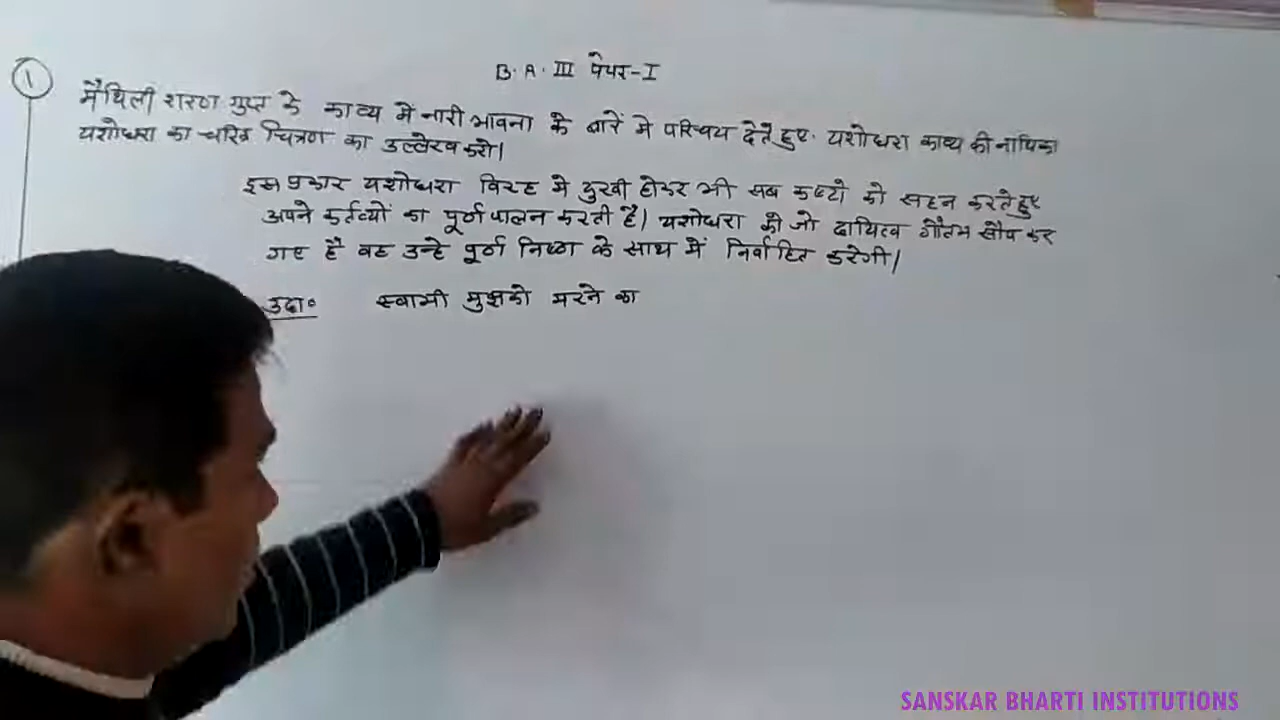 B.A.III पेपर-I
1
मैथिली शरण गुप्त के काव्य में नारी भावना के बारें मे परिचय देते हुए यशोधरा काव्य की नायिका
यशोधरा का चरित्र चित्रण का उल्लेख करो।
इस प्रकार यशोधरा विरह मे दुखी होकर भी सब कष्टो को सहन करते हुए
अपने कर्तव्यों का पूर्ण पालन करती है। यशोधरा को जो दायित्व गौतम सौप कर
गए हैं वह उन्हे पूर्ण निष्ठा के साथ में निर्वाहित करेगी।
उदा० स्वामी मुझको मरने का
SANSKAR BHARTI INSTITUTIONS